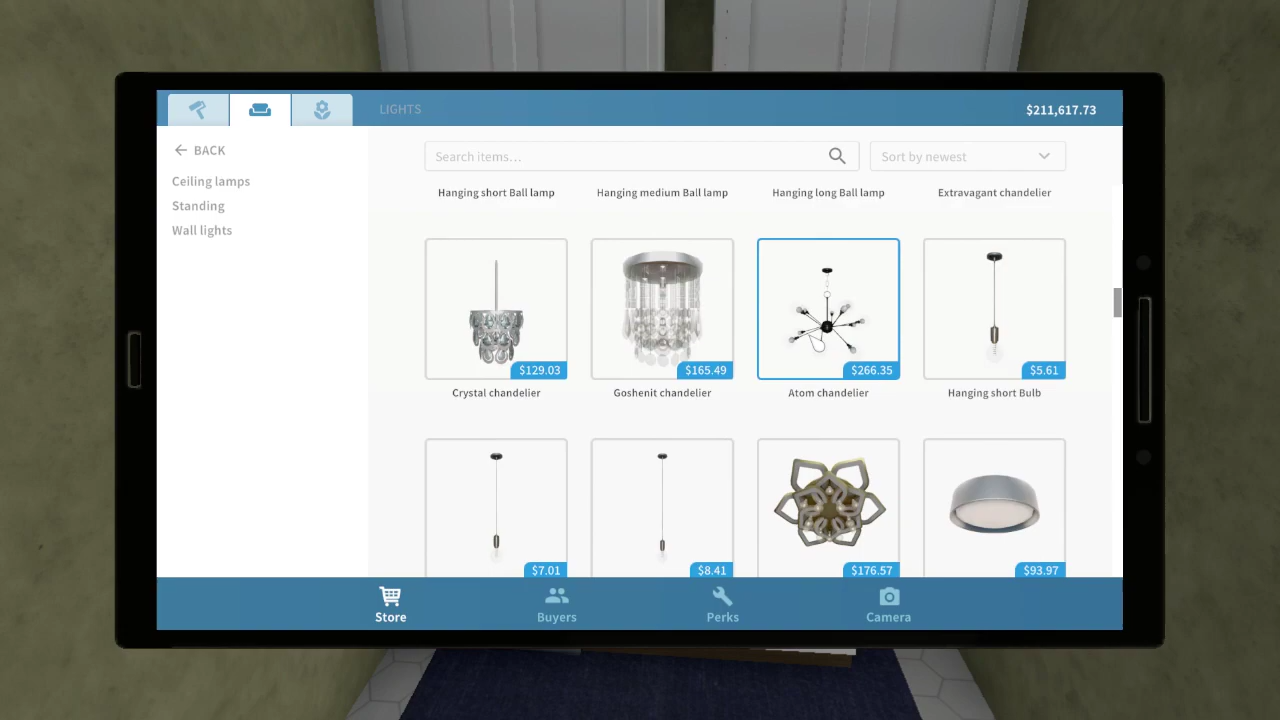 LIGHTS
$211,617.73
BACK
Ceiling lamps
Standing
Wall lights
Search items...
Sort by newest
Hanging short Ball lamp
Hanging medium Ball lamp
Hanging long Ball lamp
Extravagant chandelier
$129.03
$165.49
$266.35
$5.61
Crystal chandelier
Goshenit chandelier
Atom chandelier
Hanging short Bulb
$7.01
$8.41
$176.57
$93.97
Store
Buyers
Perks
Camera